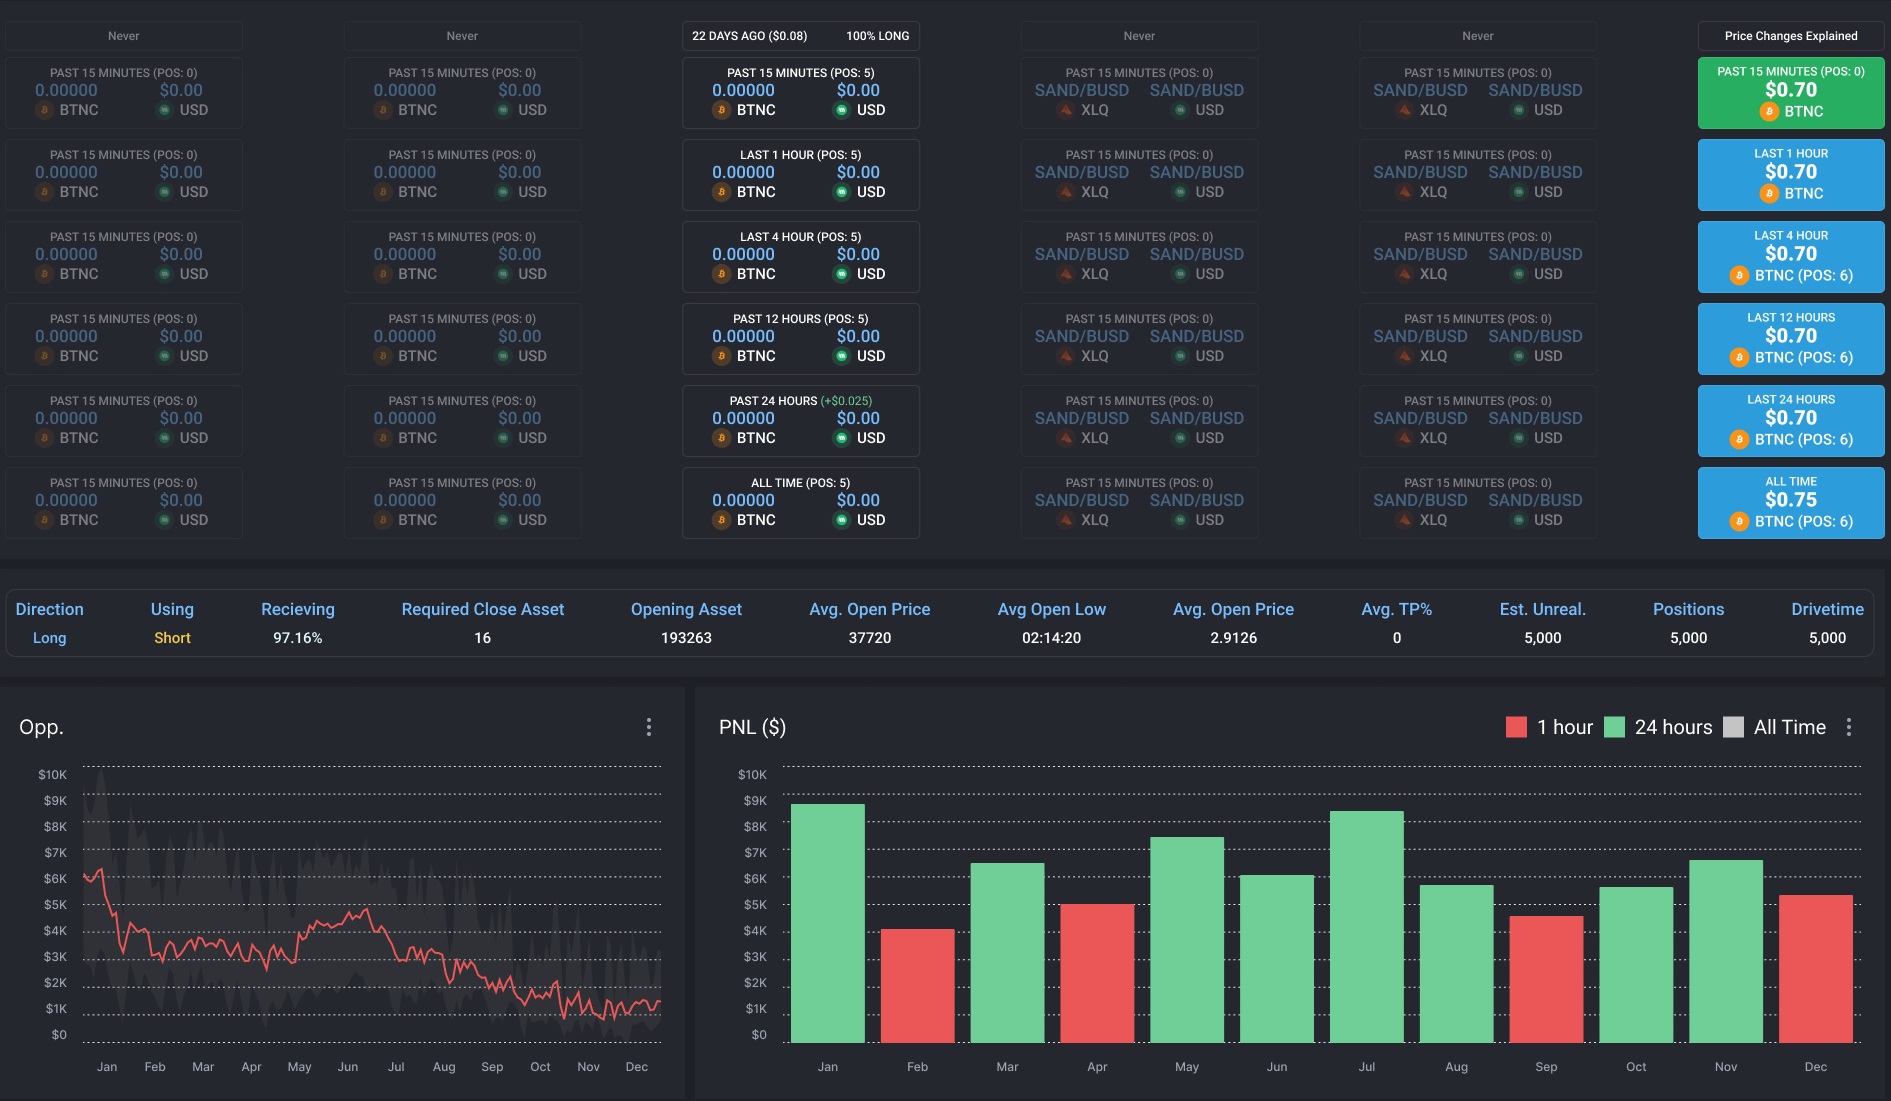 Never
Never
22 DAYS AGO ($0.08) 100% LONG
Never
Never
Price Changes Explained
PAST 15 MINUTES (POS: 0) PAST 15 MINUTES (POS: 0) PAST 15 MINUTES (POS: 5) PAST 15 MINUTES (POS: 0) PAST 15 MINUTES (POS: 0) PAST 15 MINUTES (POS: 0)
0.00000 $0.00 0.00000 $0.00 0.00000 $0.00 SAND/BUSD SAND/BUSD SAND/BUSD SAND/BUSD $0.70
BTNC USD BTNC USD BTNC USD XLQ USD XLQ USD BTNC
PAST 15 MINUTES (POS: 0) PAST 15 MINUTES (POS: 0) LAST 1 HOUR (POS: 5) PAST 15 MINUTES (POS: 0) PAST 15 MINUTES (POS: 0) LAST 1 HOUR
0.00000 $0.00 0.00000 $0.00 0.00000 $0.00 SAND/BUSD SAND/BUSD SAND/BUSD SAND/BUSD $0.70
BTNC USD BTNC USD BTNC USD XLQ USD XLQ USD BTNC
PAST 15 MINUTES (POS: 0) PAST 15 MINUTES (POS: 0) LAST 4 HOUR (POS: 5) PAST 15 MINUTES (POS: 0) PAST 15 MINUTES (POS: 0) LAST 4 HOUR
0.00000 $0.00 0.00000 $0.00 0.00000 $0.00 SAND/BUSD SAND/BUSD SAND/BUSD SAND/BUSD $0.70
BTNC USD BTNC USD BTNC USD XLQ USD XLQ USD BTNC (POS: 6)
PAST 15 MINUTES (POS: 0) PAST 15 MINUTES (POS: 0) PAST 12 HOURS (POS: 5) PAST 15 MINUTES (POS: 0) PAST 15 MINUTES (POS: 0) LAST 12 HOURS
0.00000 $0.00 0.00000 $0.00 0.00000 $0.00 SAND/BUSD SAND/BUSD SAND/BUSD SAND/BUSD $0.70
BTNC USD BTNC USD BTNC USD XLQ USD XLQ USD BTNC (POS: 6)
PAST 15 MINUTES (POS: 0) PAST 15 MINUTES (POS: 0) PAST 24 HOURS (+$0.025) PAST 15 MINUTES (POS: 0) PAST 15 MINUTES (POS: 0) LAST 24 HOURS
0.00000 $0.00 0.00000 $0.00 0.00000 $0.00 SAND/BUSD SAND/BUSD SAND/BUSD SAND/BUSD $0.70
BTNC USD BTNC USD BTNC USD XLQ USD XLQ USD BTNC (POS: 6)
PAST 15 MINUTES (POS: 0) PAST 15 MINUTES (POS: 0) ALL TIME (POS: 5) PAST 15 MINUTES (POS: 0) PAST 15 MINUTES (POS: 0) ALL TIME
0.00000 $0.00 0.00000 $0.00 0.00000 $0.00 SAND/BUSD SAND/BUSD SAND/BUSD SAND/BUSD $0.75
BTNC USD BTNC USD BTNC USD XLQ USD XLQ USD BTNC (POS: 6)
Direction Using Recieving Required Close Asset Opening Asset Avg. Open Price Avg Open Low Avg. Open Price Avg. TP% Est. Unreal. Positions Drivetime
Long Short 97.16% 16 193263 37720 02:14:20 2.9126 0 5,000 5,000 5,000
Opp.
$10K
$9K
$8K
$7K
$6K
$5K
$4K
$3K
$2K
$1K
$0
Jan Feb Mar Apr May Jun Jul Aug Sep Oct Nov Dec
PNL ($)
1 hour 24 hours All Time
$10K
$9K
$8K
$7K
$6K
$5K
$4K
$3K
$2K
$1K
$0
Jan Feb Mar Apr May Jun Jul Aug Sep Oct Nov Dec